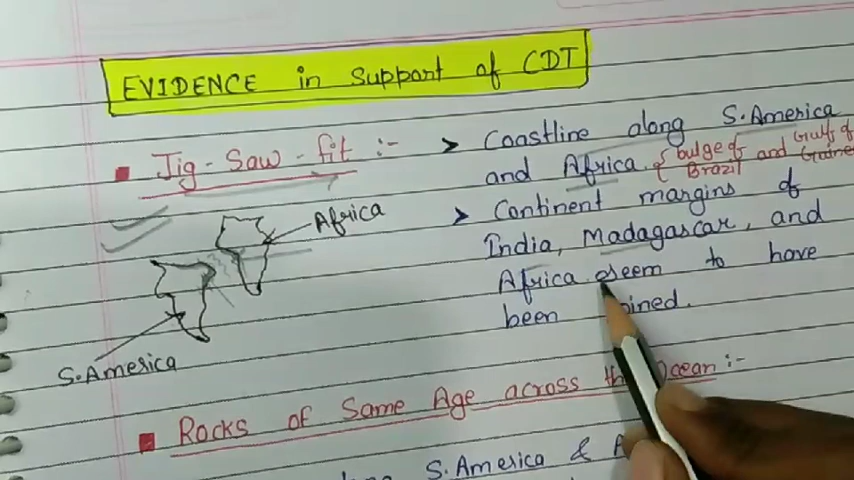 EVIDENCE in Support of CDT
Jig-Saw-fit :-
> Coastline along S.America
and Africa. { bulge of Brazil and Gulf of
> Continent margins of
India, Madagascar, and
Africa seem to have
been
Africa
S.America
Rocks of Same Age across the Ocean:-
S.America &